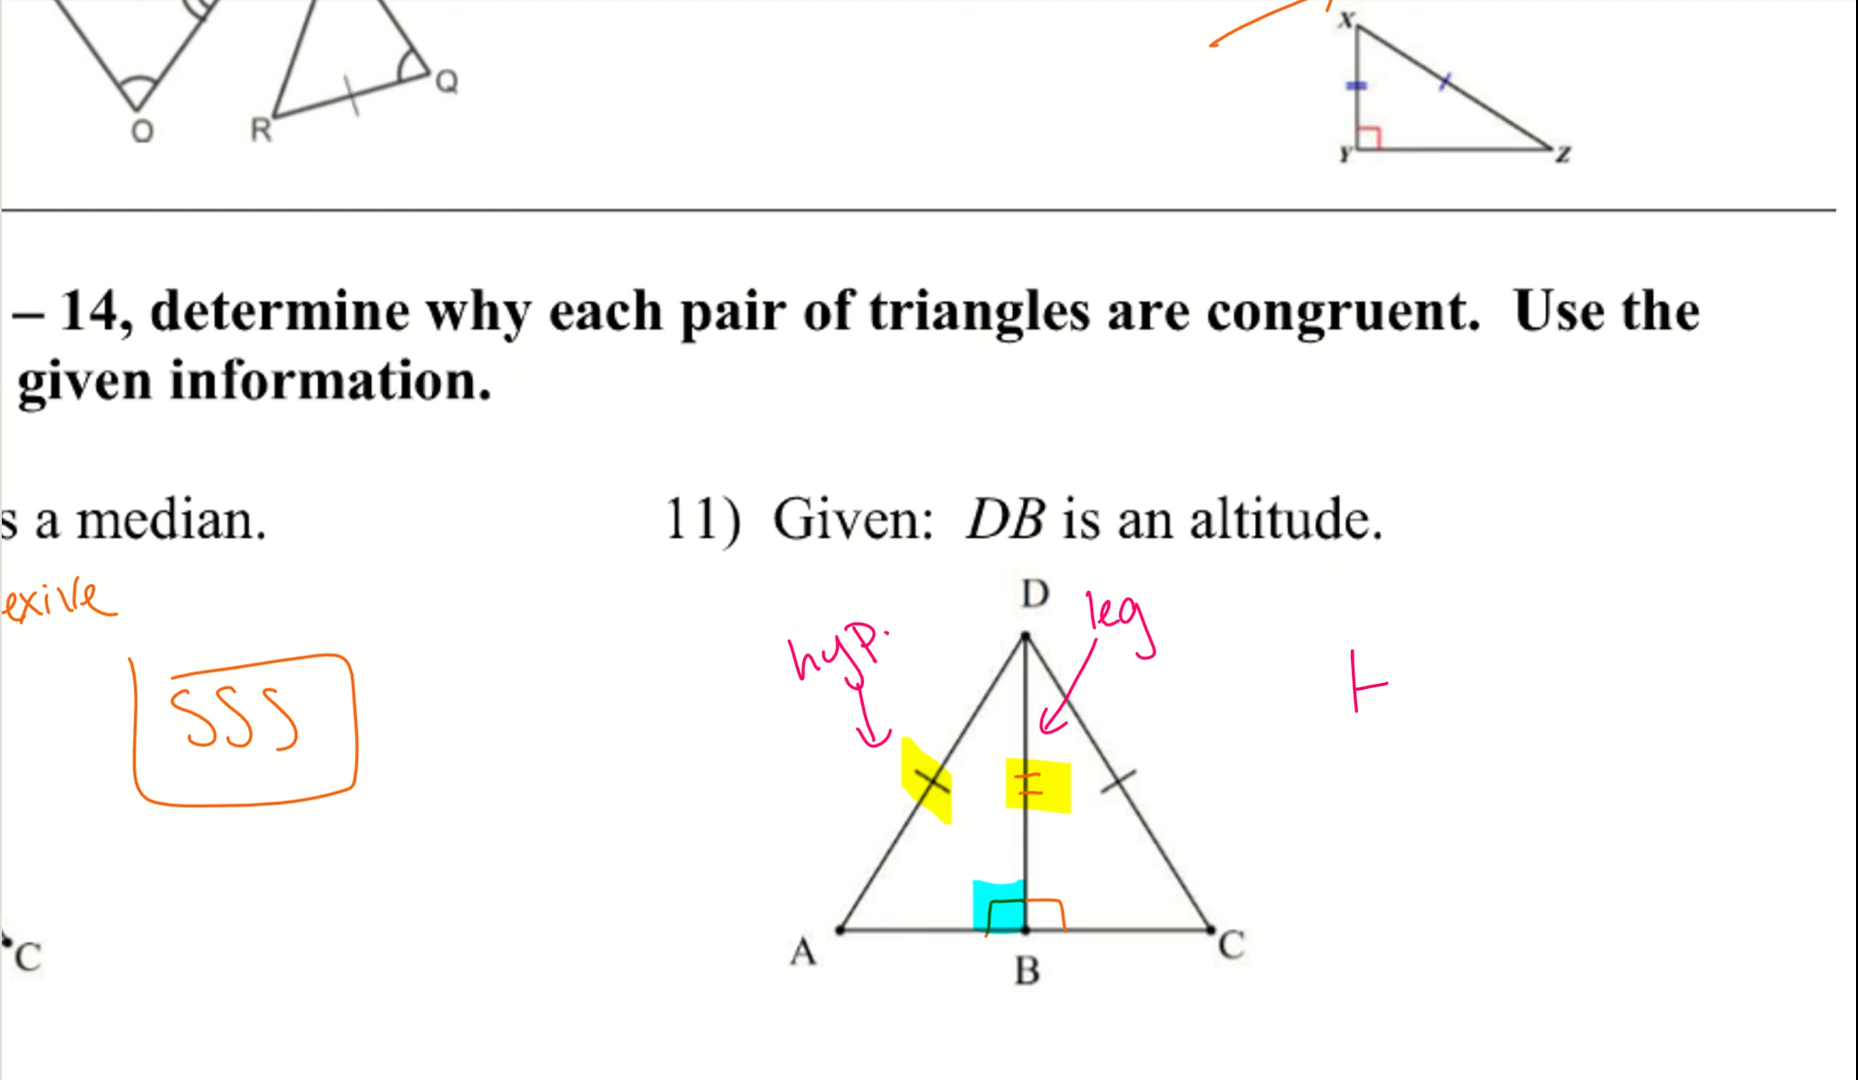 X
O
R
Q
Y
Z
– 14, determine why each pair of triangles are congruent. Use the
given information.
s a median.
11) Given: DB is an altitude.
exive
D
leg
hyp.
SSS
A
B
C
C